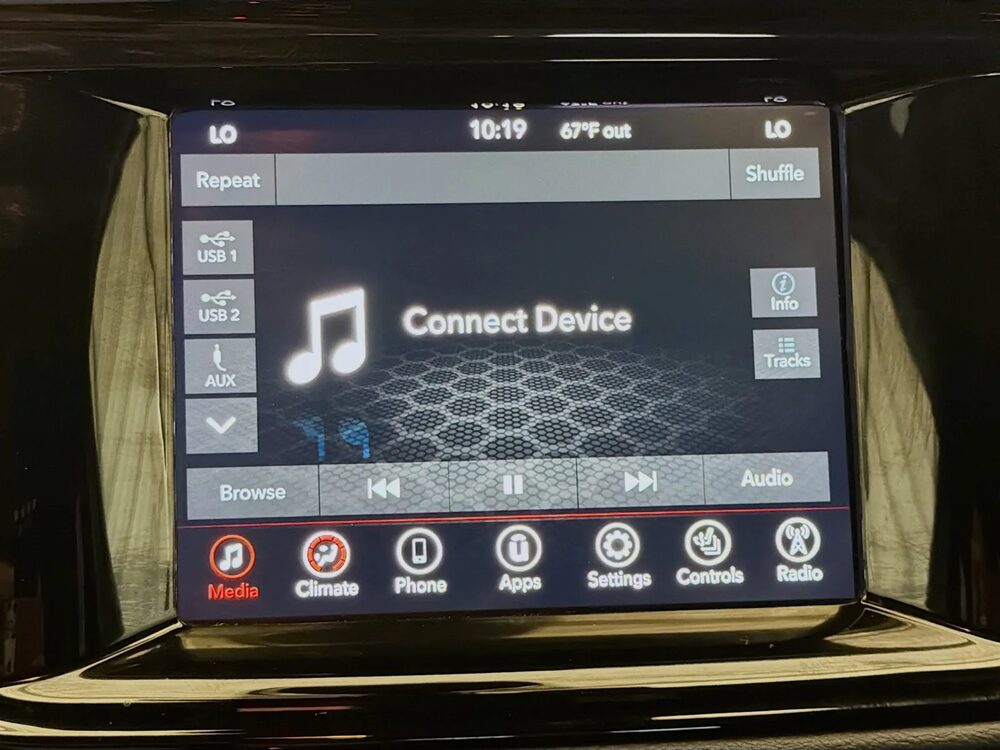 LO 10:19 67°F out LO
Repeat Shuffle
USB 1
USB 2
Info
Connect Device
Tracks
AUX
Browse Audio
Media Climate Phone Apps Settings Controls Radio